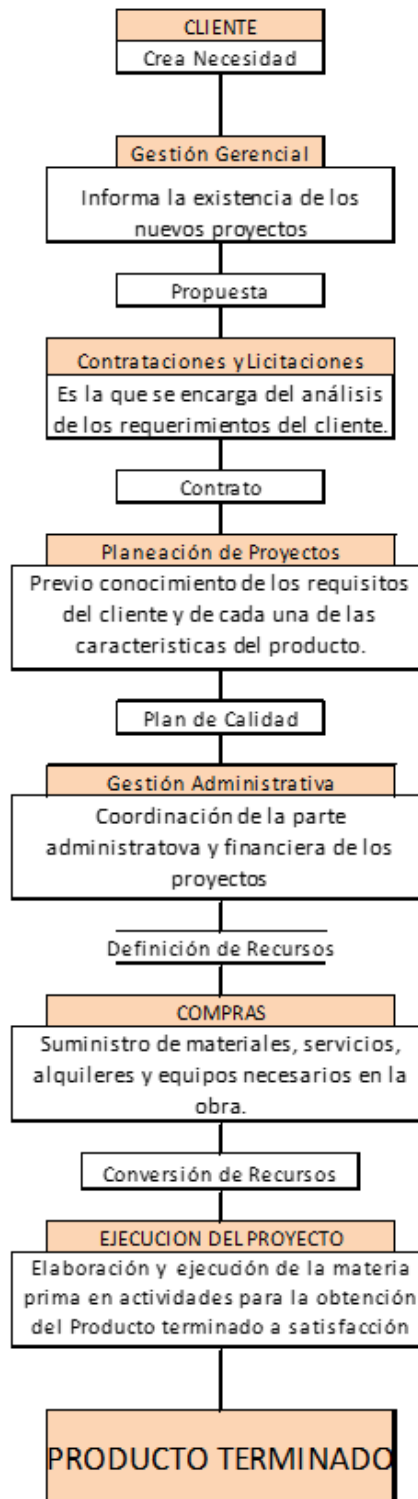 CLIENTE
Crea Necesidad
Gestión Gerencial
Informa la existencia de los
nuevos proyectos
Propuesta
Contrataciones y Licitaciones
Es la que se encarga del análisis
de los requerimientos del cliente.
Contrato
Planeación de Proyectos
Previo conocimiento de los requisitos
del cliente y de cada una de las
caracteristicas del producto.
Plan de Calidad
Gestión Administrativa
Coordinación de la parte
administratova y financiera de los
proyectos
Definición de Recursos
COMPRAS
Suministro de materiales, servicios,
alquileres y equipos necesarios en la
obra.
Conversión de Recursos
EJECUCION DEL PROYECTO
Elaboración y ejecución de la materia
prima en actividades para la obtención
del Producto terminado a satisfacción
PRODUCTO TERMINADO